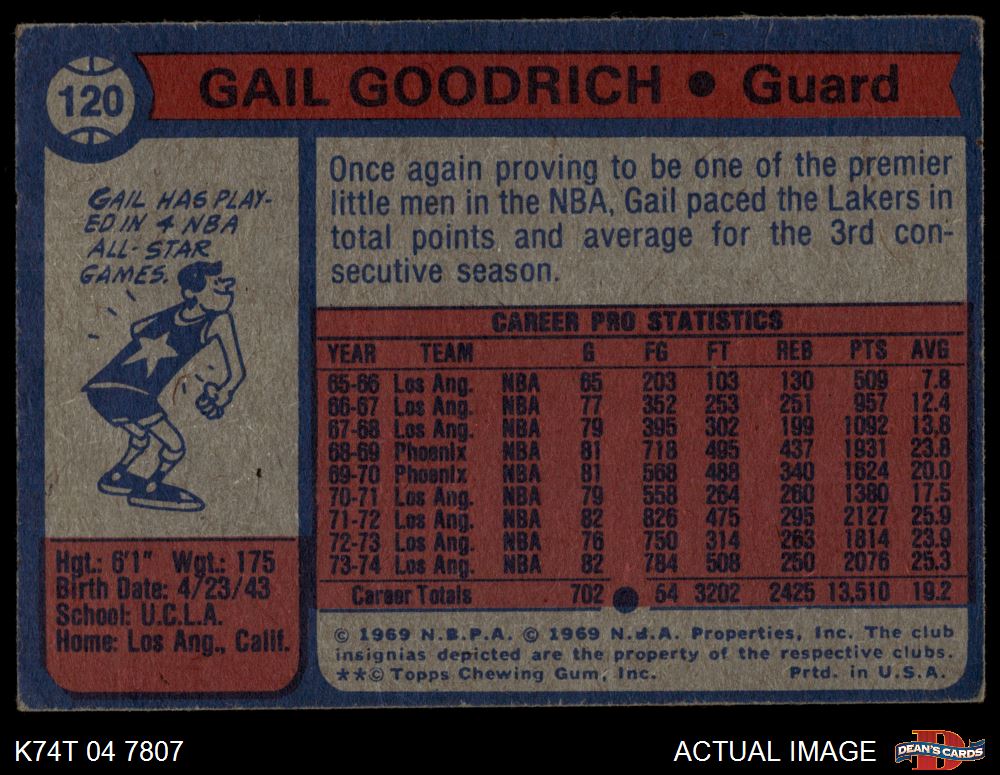 120
GAIL GOODRICH ● Guard
GAIL HAS PLAY-
ED IN 4 NBA
ALL-STAR
GAMES.
Once again proving to be one of the premier
little men in the NBA, Gail paced the Lakers in
total points and average for the 3rd con-
secutive season.
CAREER PRO STATISTICS
YEAR TEAM G FG FT REB PTS AVG
65-66 Los Ang. NBA 65 203 103 130 509 7.8
66-67 Los Ang. NBA 77 352 253 251 957 12.4
67-68 Los Ang. NBA 79 395 302 199 1092 13.8
68-69 Phoenix NBA 81 718 495 437 1931 23.8
69-70 Phoenix NBA 81 568 488 340 1624 20.0
70-71 Los Ang. NBA 79 558 264 260 1380 17.5
71-72 Los Ang. NBA 82 826 475 295 2127 25.9
72-73 Los Ang. NBA 76 750 314 263 1814 23.9
73-74 Los Ang. NBA 82 784 508 250 2076 25.3
Career Totals 702 54 3202 2425 13,510 19.2
Hgt.: 6'1" Wgt.: 175
Birth Date: 4/23/43
School: U.C.L.A.
Home: Los Ang., Calif.
© 1969 N.B.P.A. © 1969 N.B.A. Properties, Inc. The club
insignias depicted are the property of the respective clubs.
**© Topps Chewing Gum, Inc. Prtd. in U.S.A.
K74T 04 7807
ACTUAL IMAGE
DEAN'S CARDS